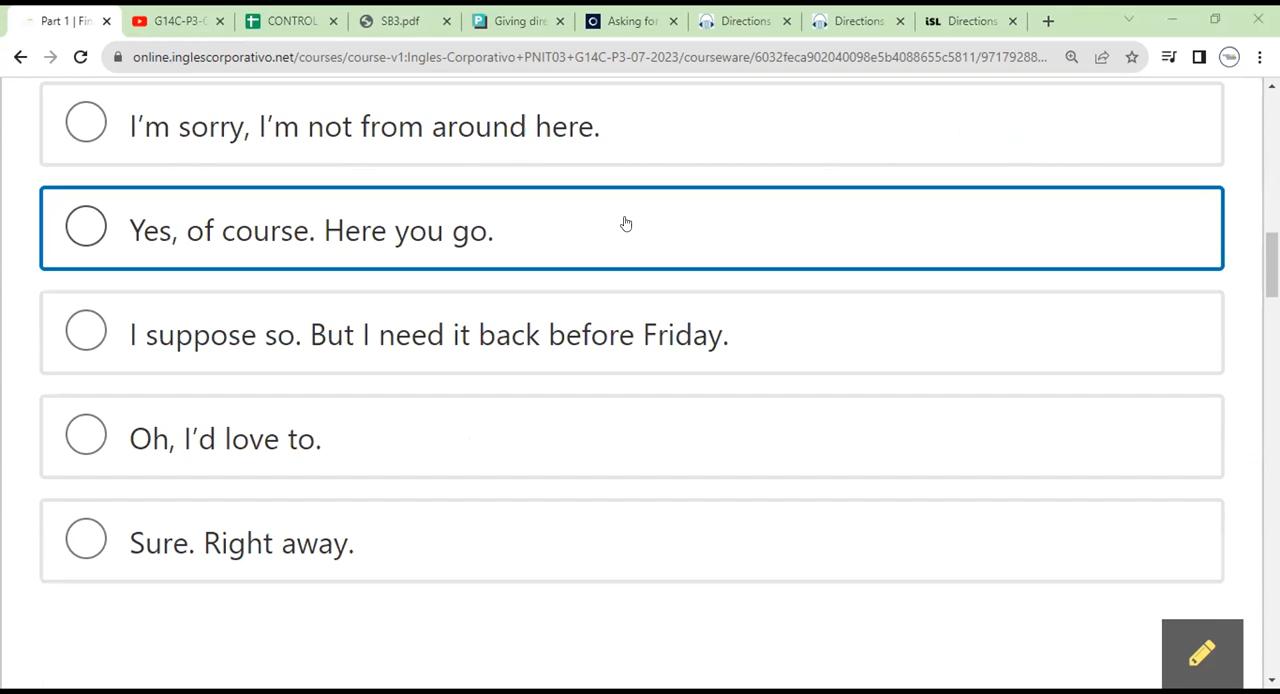 Part 1 | Fin
G14C-P3-
CONTROL
SB3.pdf
Giving dire
Asking for
Directions
Directions
iSL Directions
online.inglescorporativo.net/courses/course-v1:Ingles-Corporativo+PNIT03+G14C-P3-07-2023/courseware/6032feca902040098e5b4088655c5811/97179288...
I’m sorry, I’m not from around here.
Yes, of course. Here you go.
I suppose so. But I need it back before Friday.
Oh, I’d love to.
Sure. Right away.